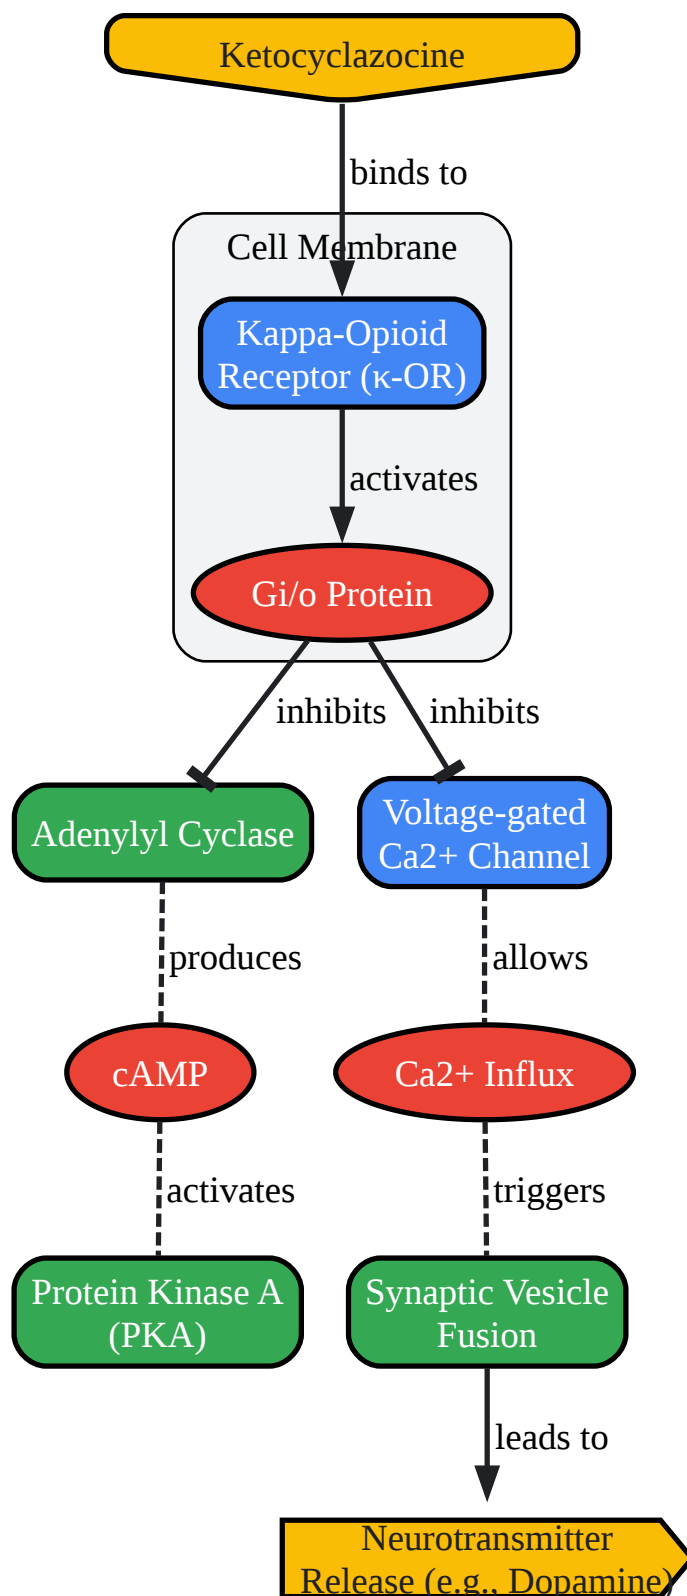 Ketocyclazocine
binds to
Cell Membrane
Kappa-Opioid
Receptor (κ-OR)
activates
Gi/o Protein
inhibits
inhibits
Adenylyl Cyclase
Voltage-gated
Ca2+ Channel
produces
allows
cAMP
Ca2+ Influx
activates
triggers
Protein Kinase A
(PKA)
Synaptic Vesicle
Fusion
leads to
Neurotransmitter
Release (e.g., Dopamine)